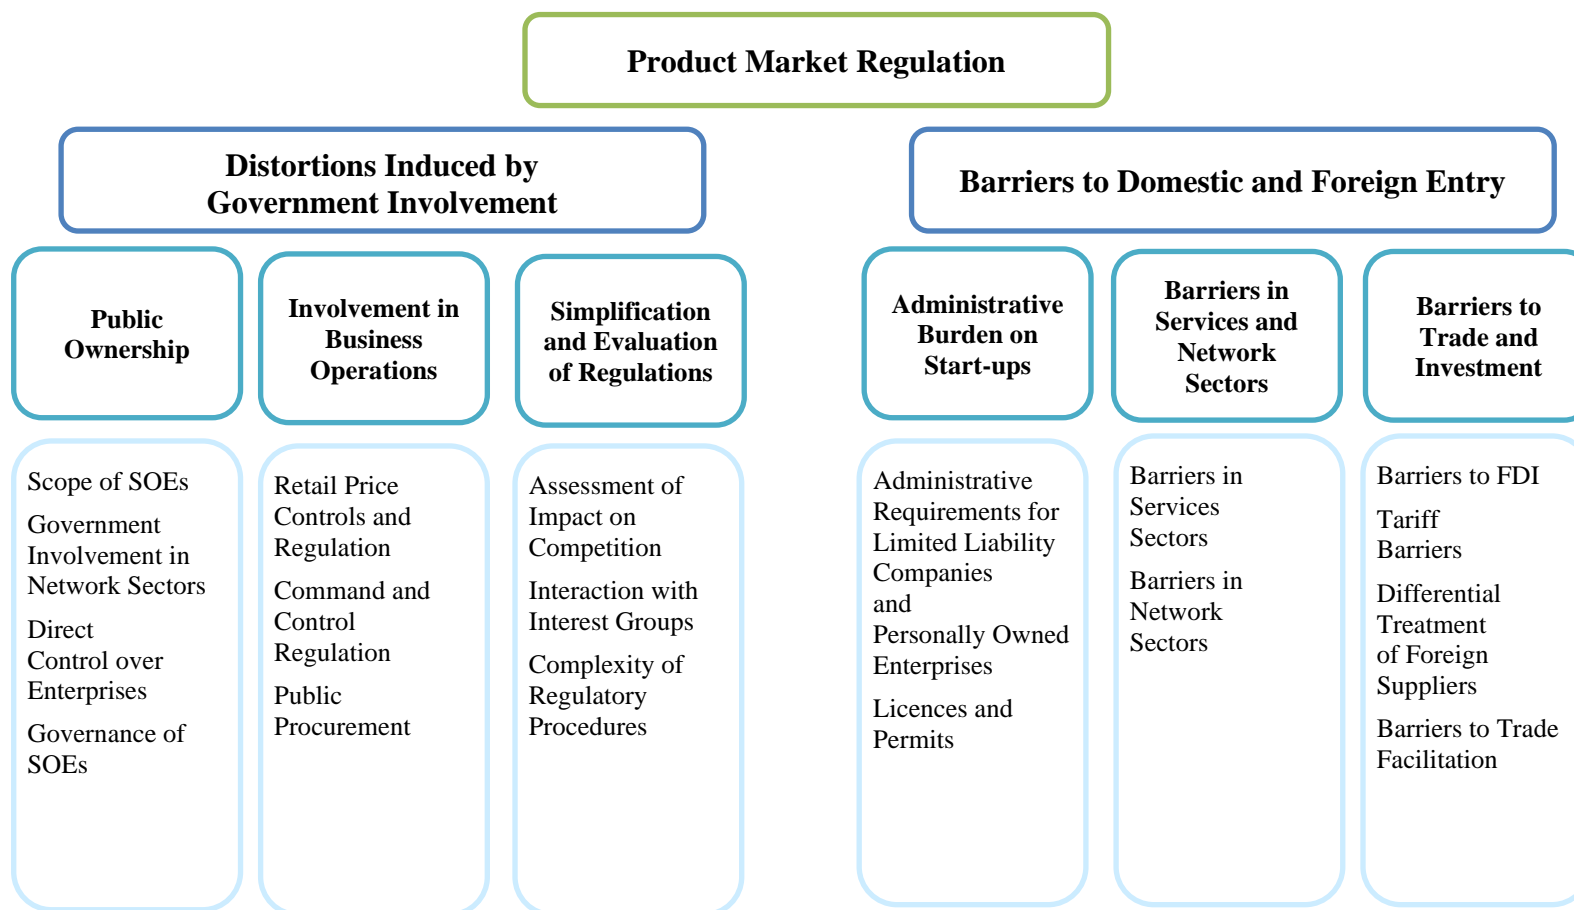 Product Market Regulation
Distortions Induced by
Government Involvement
Barriers to Domestic and Foreign Entry
Public
Ownership
Involvement in
Business
Operations
Simplification
and Evaluation
of Regulations
Administrative
Burden on
Start-ups
Barriers in
Services and
Network
Sectors
Barriers to
Trade and
Investment
Scope of SOEs
Government
Involvement in
Network Sectors
Direct
Control over
Enterprises
Governance of
SOEs
Retail Price
Controls and
Regulation
Command and
Control
Regulation
Public
Procurement
Assessment of
Impact on
Competition
Interaction with
Interest Groups
Complexity of
Regulatory
Procedures
Administrative
Requirements for
Limited Liability
Companies
and
Personally Owned
Enterprises
Licences and
Permits
Barriers in
Services
Sectors
Barriers in
Network
Sectors
Barriers to FDI
Tariff
Barriers
Differential
Treatment
of Foreign
Suppliers
Barriers to Trade
Facilitation